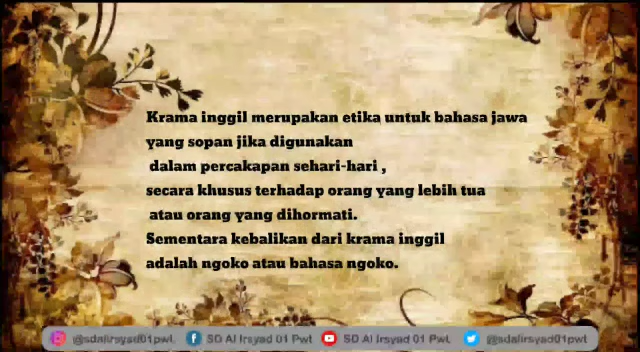 Krama inggil merupakan etika untuk bahasa jawa
yang sopan jika digunakan
dalam percakapan sehari-hari ,
secara khusus terhadap orang yang lebih tua
atau orang yang dihormati.
Sementara kebalikan dari krama inggil
adalah ngoko atau bahasa ngoko.
@sdalirsyad01pwt SD Al Irsyad 01 Pwt SD Al Irsyad 01 Pwt @sdalirsyad01pwt